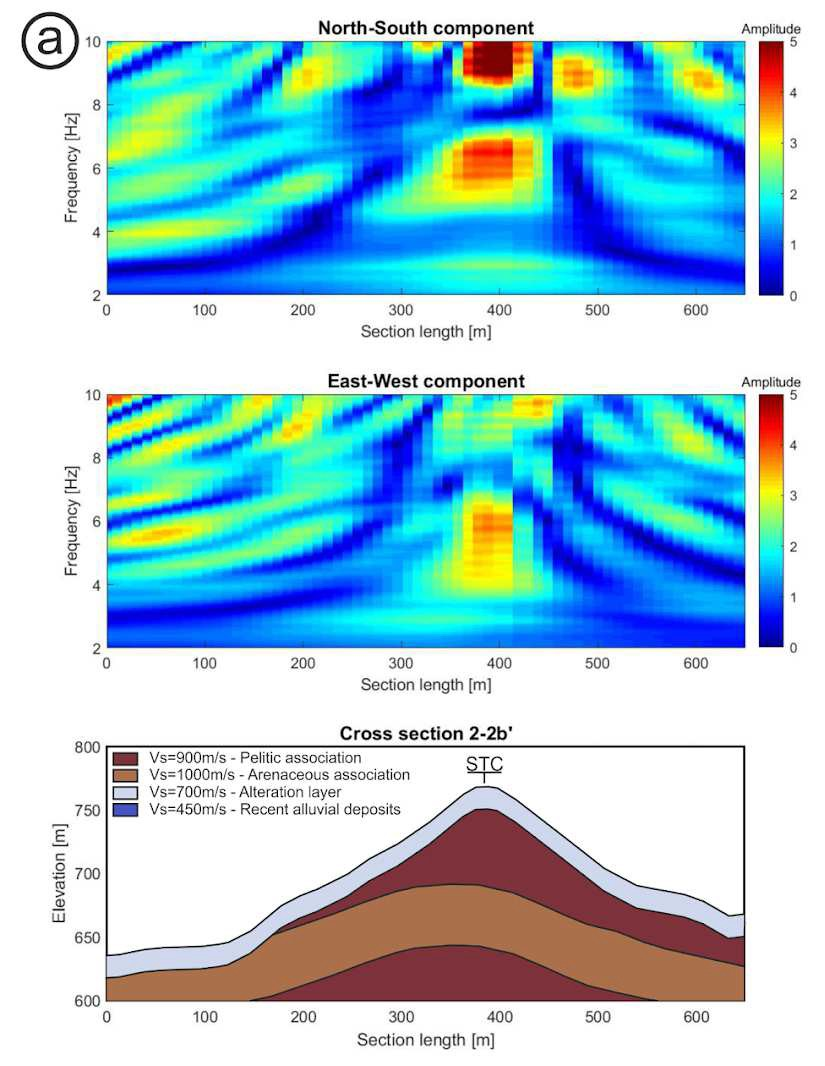 a
North-South component
Amplitude
10
8
6
4
2
Frequency [Hz]
0 100 200 300 400 500 600
Section length [m]
5
4
3
2
1
0
East-West component
Amplitude
10
8
6
4
2
Frequency [Hz]
0 100 200 300 400 500 600
Section length [m]
5
4
3
2
1
0
Cross section 2-2b'
800
750
700
650
600
Elevation [m]
Vs=900m/s - Pelitic association
Vs=1000m/s - Arenaceous association
Vs=700m/s - Alteration layer
Vs=450m/s - Recent alluvial deposits
STC
0 100 200 300 400 500 600
Section length [m]